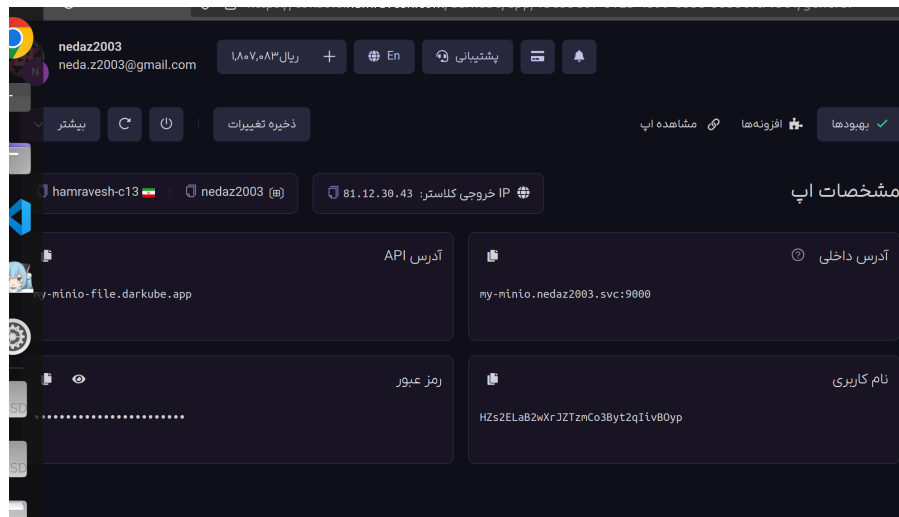 nedaz2003
neda.z2003@gmail.com
۱,۸۰۷,۰۸۳ ریال
En
پشتیبانی
N
بهبودها
افزونه‌ها
مشاهده اپ
ذخیره تغییرات
بیشتر
مشخصات اپ
IP خروجی کلاستر: 81.12.30.43
nedaz2003
hamravesh-c13
آدرس داخلی
my-minio.nedaz2003.svc:9000
آدرس API
my-minio-file.darkube.app
نام کاربری
HZs2ELaB2wXrJZTzmCo3Byt2qIivBOyp
رمز عبور
••••••••••••••••••••••••
SD
SD